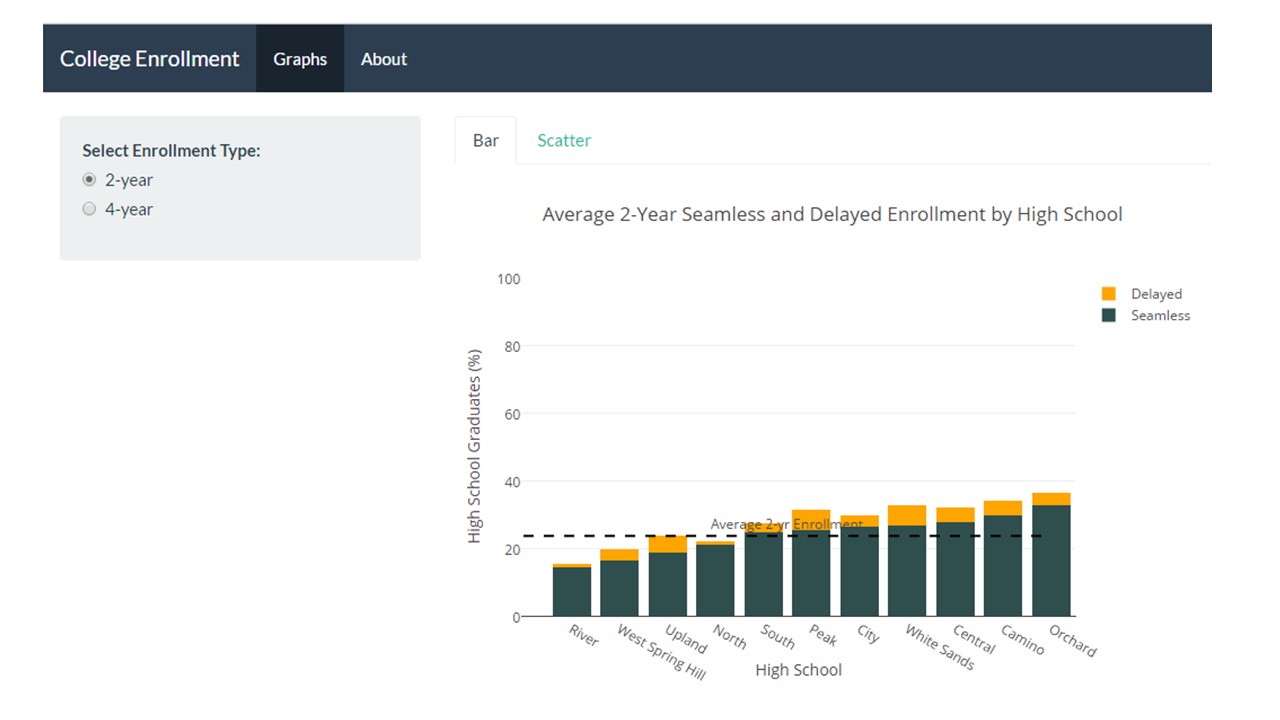 College Enrollment Graphs About
Select Enrollment Type:
2-year
4-year
Bar Scatter
Average 2-Year Seamless and Delayed Enrollment by High School
High School Graduates (%)
100
80
60
40
20
0
Average 2-yr Enrollment
Delayed
Seamless
River
West Spring Hill
Upland
North
South
Peak
City
White Sands
Central
Camino
Orchard
High School